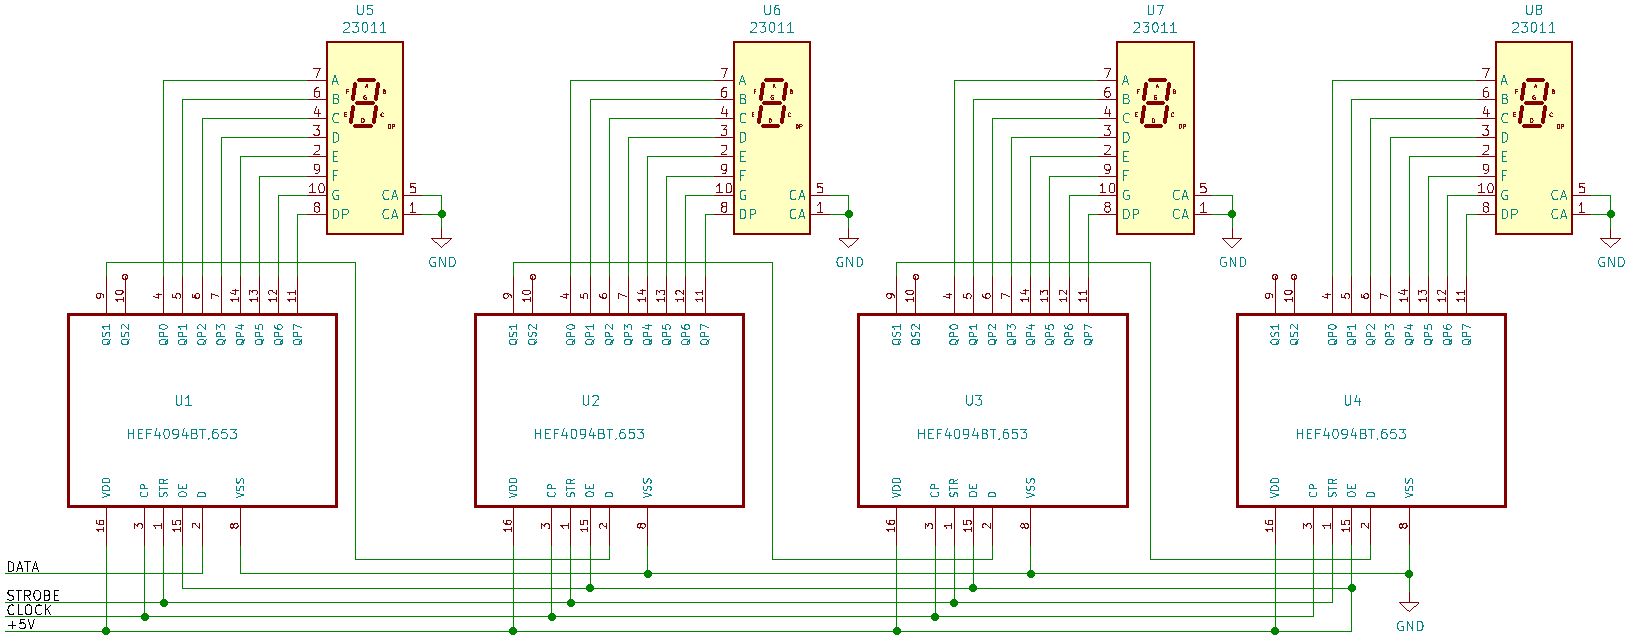 U5 U6 U7 U8
23011 23011 23011 23011
7 A 7 A 7 A 7 A
6 B 6 B 6 B 6 B
4 C 4 C 4 C 4 C
3 D 3 D 3 D 3 D
2 E 2 E 2 E 2 E
9 F 9 F 9 F 9 F
10 G CA 5 10 G CA 5 10 G CA 5 10 G CA 5
8 DP CA 1 8 DP CA 1 8 DP CA 1 8 DP CA 1
A B C D E F G DP A B C D E F G DP A B C D E F G DP A B C D E F G DP
GND GND GND GND
9 10 4 5 6 7 14 13 12 11 9 10 4 5 6 7 14 13 12 11 9 10 4 5 6 7 14 13 12 11 9 10 4 5 6 7 14 13 12 11
QS1 QS2 QP0 QP1 QP2 QP3 QP4 QP5 QP6 QP7 QS1 QS2 QP0 QP1 QP2 QP3 QP4 QP5 QP6 QP7 QS1 QS2 QP0 QP1 QP2 QP3 QP4 QP5 QP6 QP7 QS1 QS2 QP0 QP1 QP2 QP3 QP4 QP5 QP6 QP7
U1 U2 U3 U4
HEF4094BT,653 HEF4094BT,653 HEF4094BT,653 HEF4094BT,653
VDD CP STR OE D VSS VDD CP STR OE D VSS VDD CP STR OE D VSS VDD CP STR OE D VSS
16 3 1 15 2 8 16 3 1 15 2 8 16 3 1 15 2 8 16 3 1 15 2 8
DATA
STROBE
CLOCK
+5V
GND